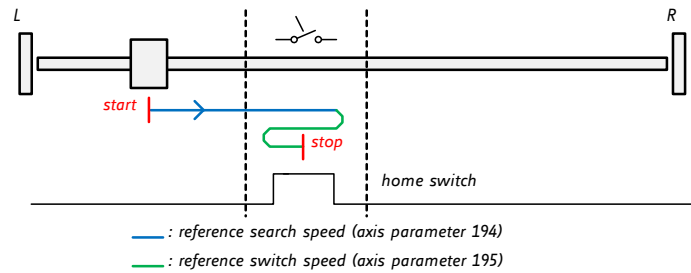 L
R
start
stop
home switch
: reference search speed (axis parameter 194)
: reference switch speed (axis parameter 195)